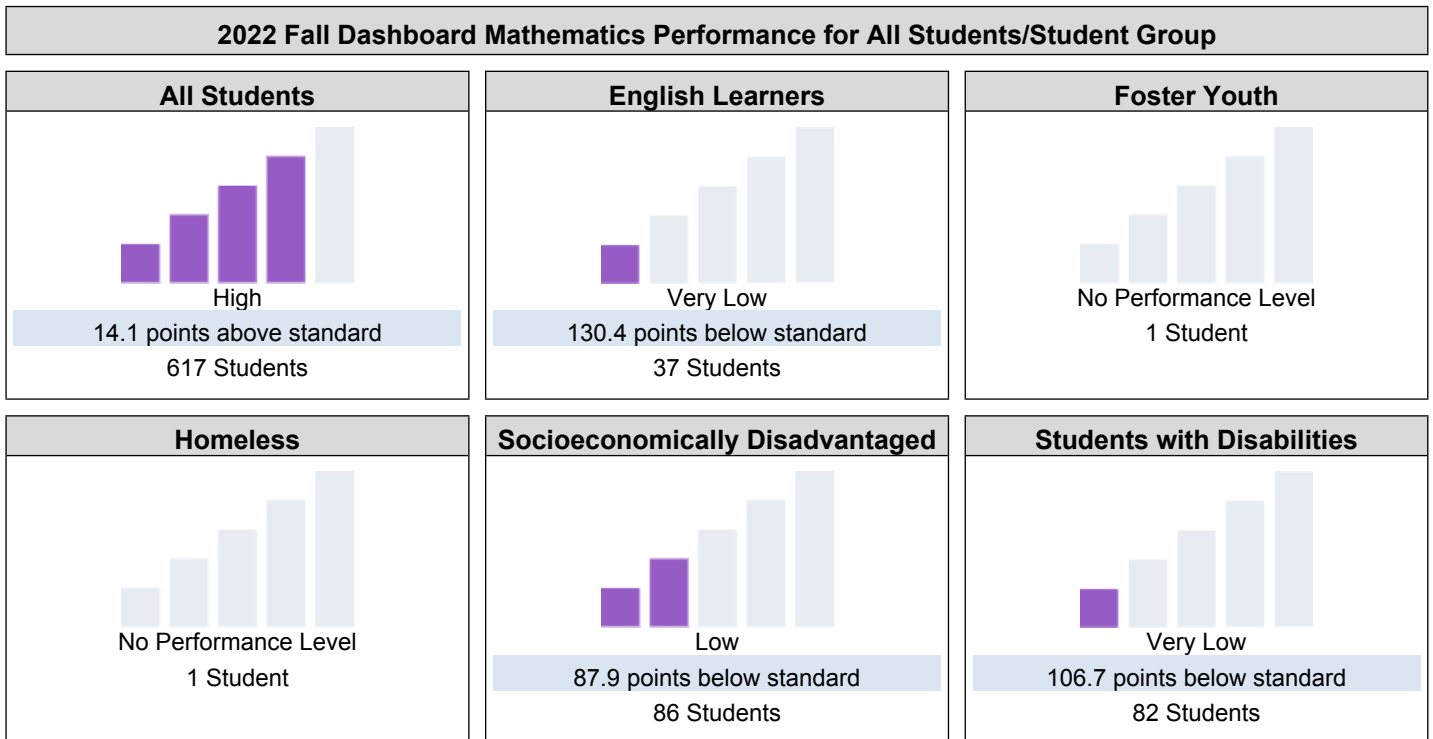 2022 Fall Dashboard Mathematics Performance for All Students/Student Group
All Students
High
14.1 points above standard
617 Students
English Learners
Very Low
130.4 points below standard
37 Students
Foster Youth
No Performance Level
1 Student
Homeless
No Performance Level
1 Student
Socioeconomically Disadvantaged
Low
87.9 points below standard
86 Students
Students with Disabilities
Very Low
106.7 points below standard
82 Students